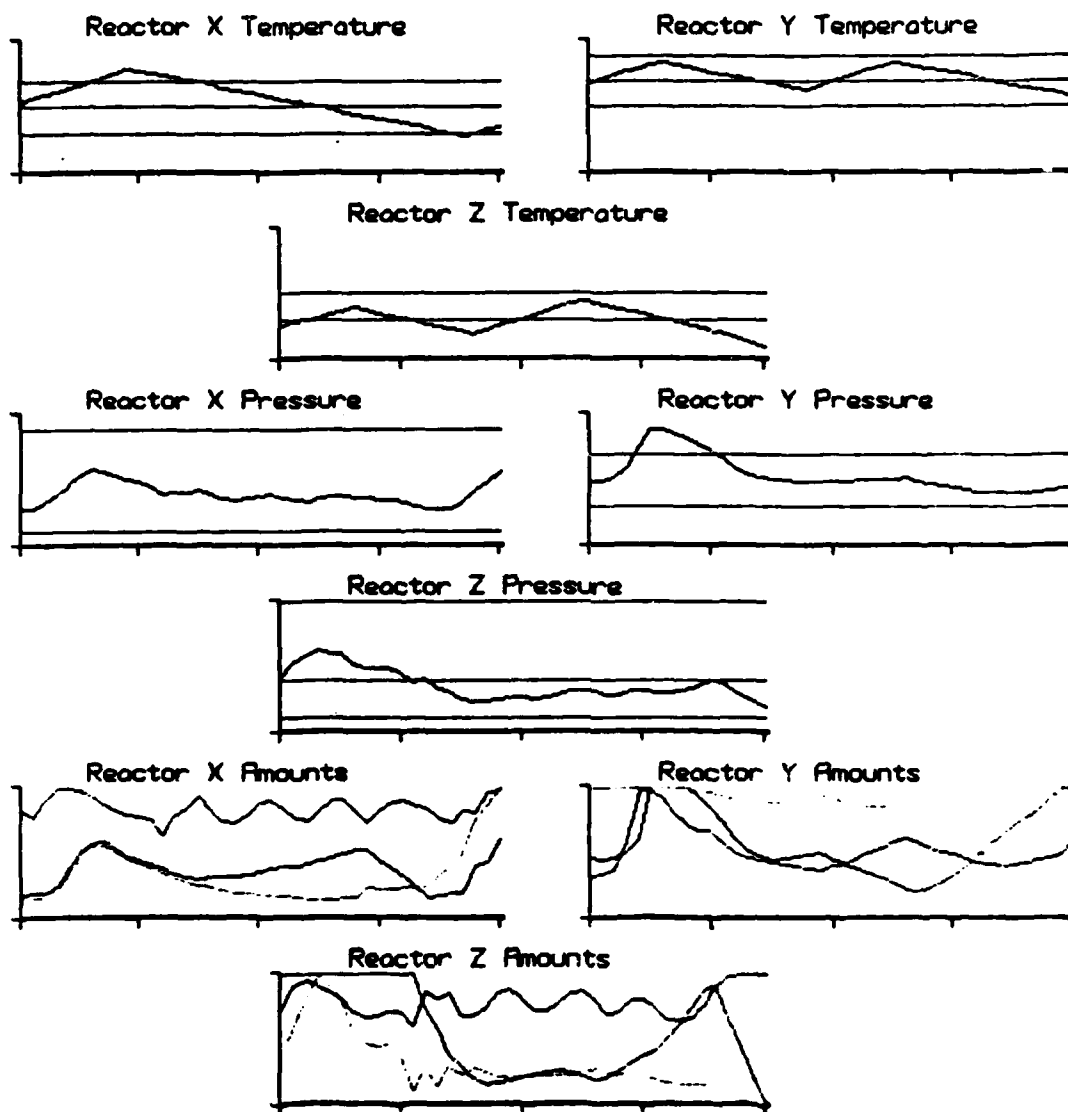 Reactor X Temperature
Reactor Y Temperature
Reactor Z Temperature
Reactor X Pressure
Reactor Y Pressure
Reactor Z Pressure
Reactor X Amounts
Reactor Y Amounts
Reactor Z Amounts